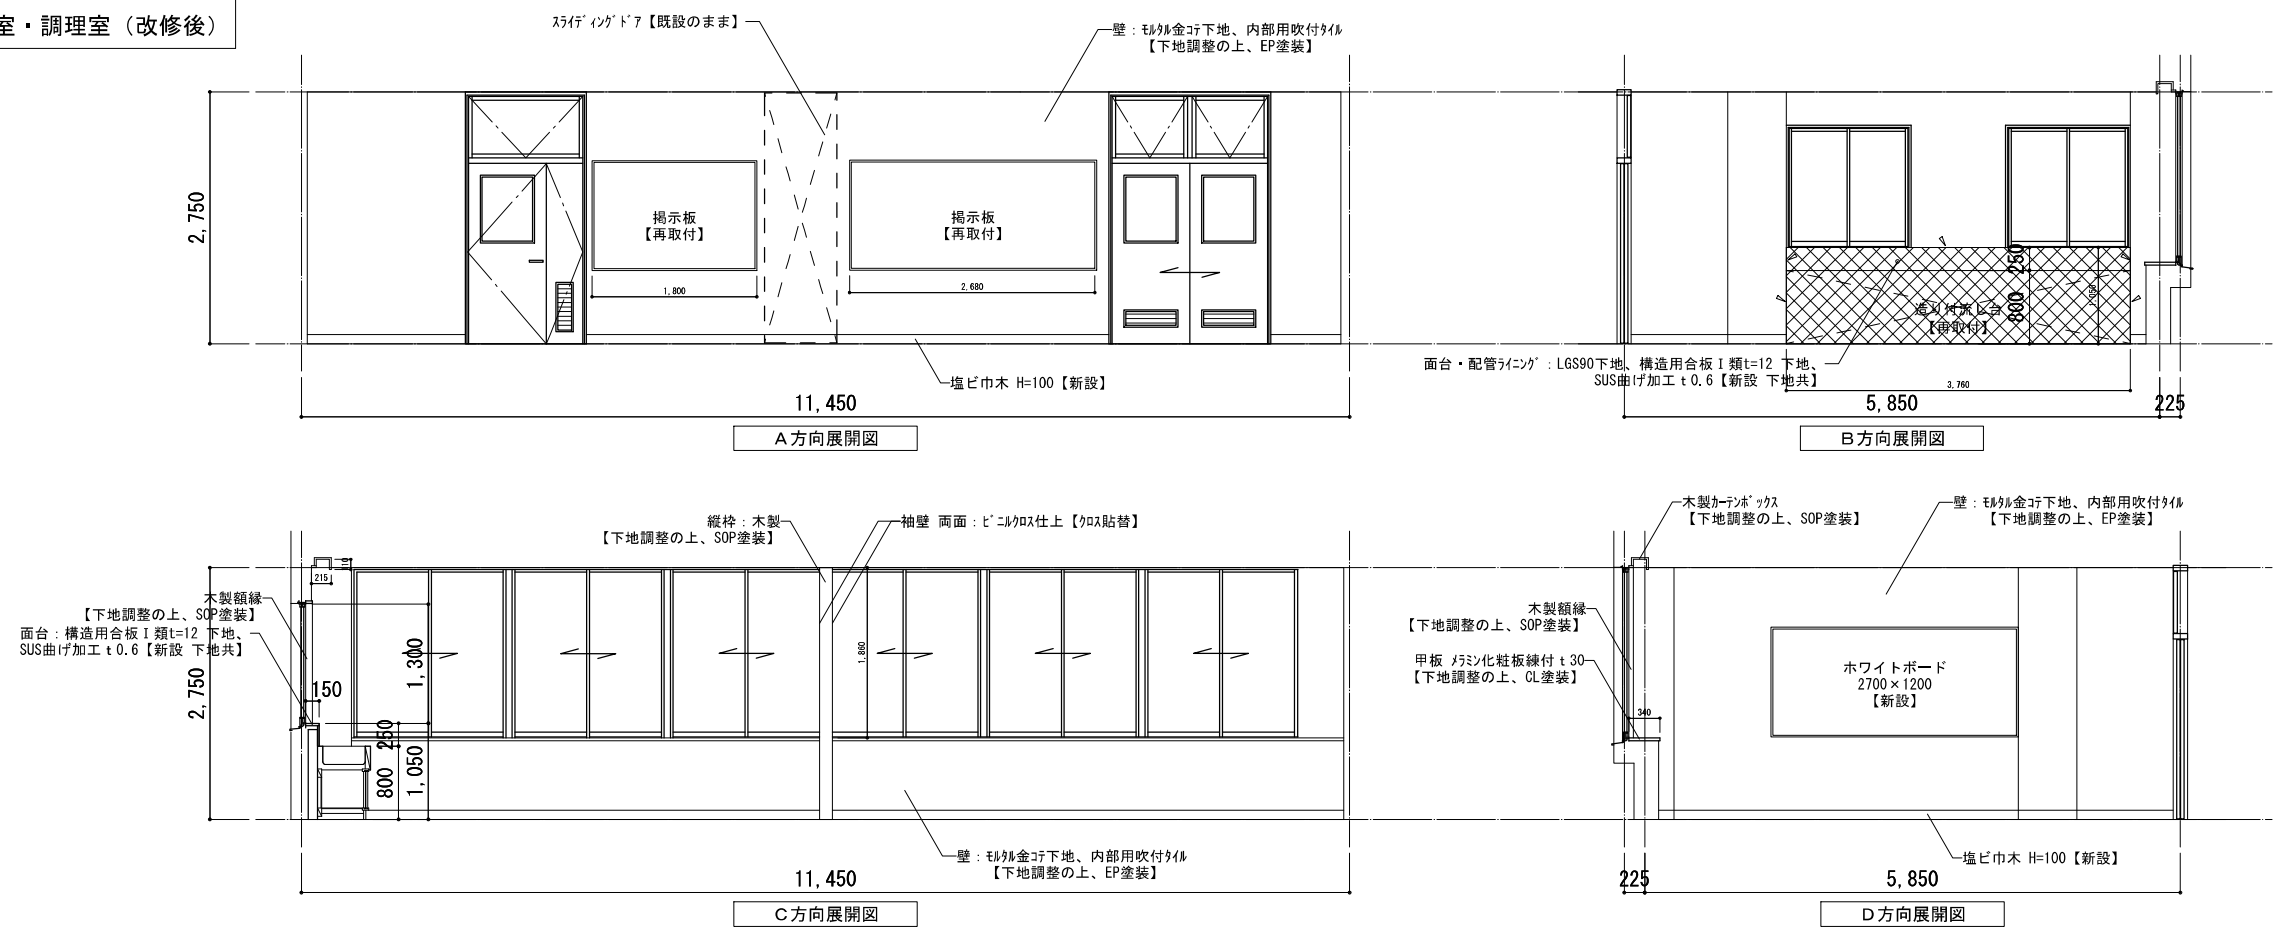 室・調理室（改修後）
ｽﾗｲﾃﾞｨﾝｸﾞﾄﾞｱ【既設のまま】
壁：ﾓﾙﾀﾙ金ｺﾃ下地、内部用吹付ﾀｲﾙ
【下地調整の上、EP塗装】
2,750
掲示板
【再取付】
1,800
掲示板
【再取付】
2,680
塩ビ巾木 H=100【新設】
11,450
A方向展開図
250
800
1,050
造り付流し台
【再取付】
面台・配管ﾗｲﾆﾝｸﾞ：LGS90下地、構造用合板Ⅰ類t=12 下地、
SUS曲げ加工ｔ0.6【新設 下地共】
3,760
5,850
225
B方向展開図
縦枠：木製
【下地調整の上、SOP塗装】
袖壁 両面：ﾋﾞﾆﾙｸﾛｽ仕上【ｸﾛｽ貼替】
215
木製額縁
【下地調整の上、SOP塗装】
面台：構造用合板Ⅰ類t=12 下地、
SUS曲げ加工ｔ0.6【新設 下地共】
2,750
150
1,300
250
800
1,050
1,860
壁：ﾓﾙﾀﾙ金ｺﾃ下地、内部用吹付ﾀｲﾙ
【下地調整の上、EP塗装】
11,450
C方向展開図
木製ｶｰﾃﾝﾎﾞｯｸｽ
【下地調整の上、SOP塗装】
壁：ﾓﾙﾀﾙ金ｺﾃ下地、内部用吹付ﾀｲﾙ
【下地調整の上、EP塗装】
木製額縁
【下地調整の上、SOP塗装】
甲板 ﾒﾗﾐﾝ化粧板練付ｔ30
【下地調整の上、CL塗装】
340
ホワイトボード
2700×1200
【新設】
塩ビ巾木 H=100【新設】
225
5,850
D方向展開図